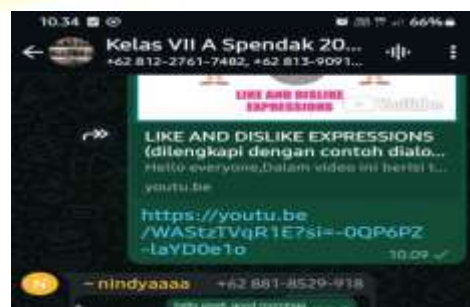 10.34
66%
Kelas VII A Spendak 20...
+62 812-2761-7482, +62 813-9091...
LIKE AND DISLIKE
EXPRESSIONS
LIKE AND DISLIKE EXPRESSIONS
(dilengkapi dengan contoh dialo...
Hello everyone,Dalam video ini berisi t...
youtu.be
https://youtu.be
/WAStzTVqR1E?si=-0QP6PZ
-laYD0e1o
10.09
N
~ nindyaaaa +62 881-8529-918